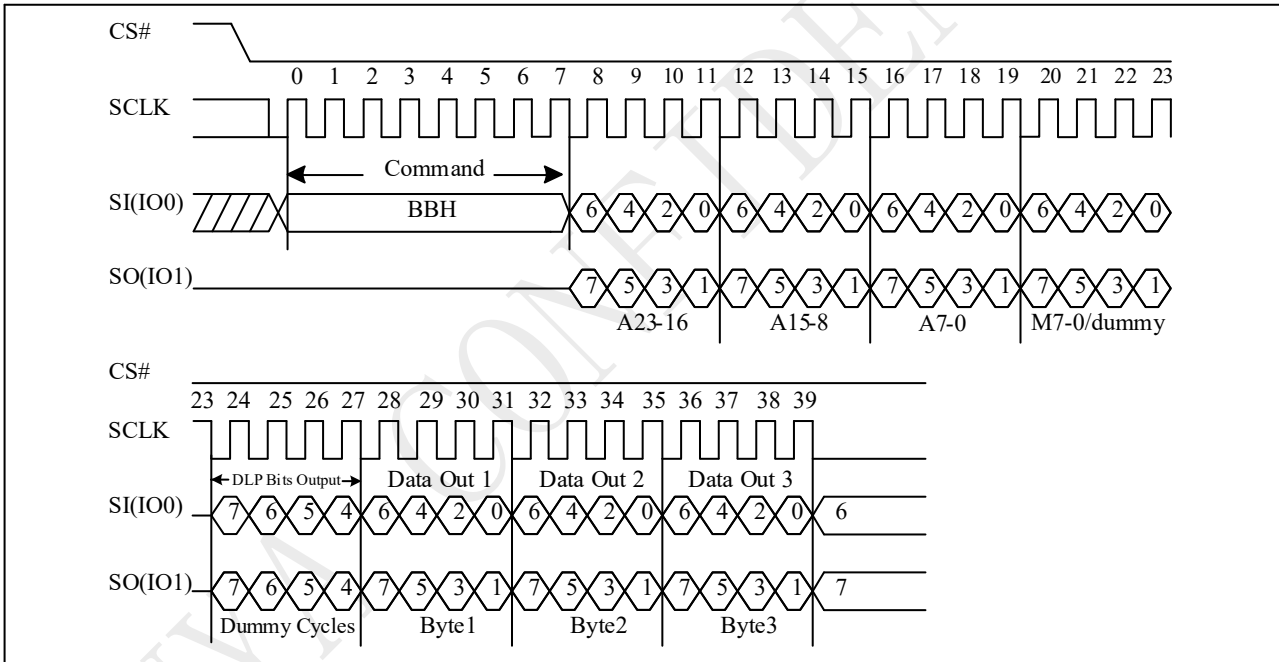 CS#
0 1 2 3 4 5 6 7 8 9 10 11 12 13 14 15 16 17 18 19 20 21 22 23
SCLK
Command
SI(IO0) BBH 6 4 2 0 6 4 2 0 6 4 2 0 6 4 2 0
SO(IO1) 7 5 3 1 7 5 3 1 7 5 3 1 7 5 3 1
A23-16 A15-8 A7-0 M7-0/dummy
CS#
23 24 25 26 27 28 29 30 31 32 33 34 35 36 37 38 39
SCLK
DLP Bits Output Data Out 1 Data Out 2 Data Out 3
SI(IO0) 7 6 5 4 6 4 2 0 6 4 2 0 6 4 2 0 6
SO(IO1) 7 6 5 4 7 5 3 1 7 5 3 1 7 5 3 1 7
Dummy Cycles Byte1 Byte2 Byte3